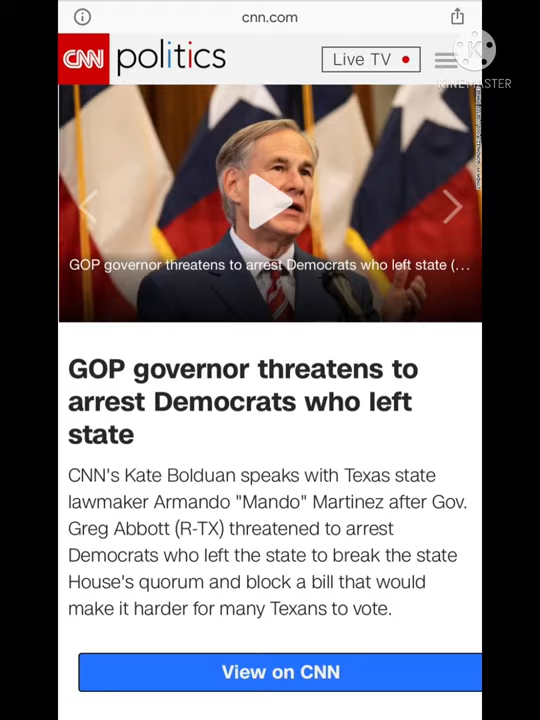 cnn.com
CNN politics
Live TV
KINEMASTER
GOP governor threatens to arrest Democrats who left state (...
GOP governor threatens to
arrest Democrats who left
state
CNN's Kate Bolduan speaks with Texas state
lawmaker Armando "Mando" Martinez after Gov.
Greg Abbott (R-TX) threatened to arrest
Democrats who left the state to break the state
House's quorum and block a bill that would
make it harder for many Texans to vote.
View on CNN